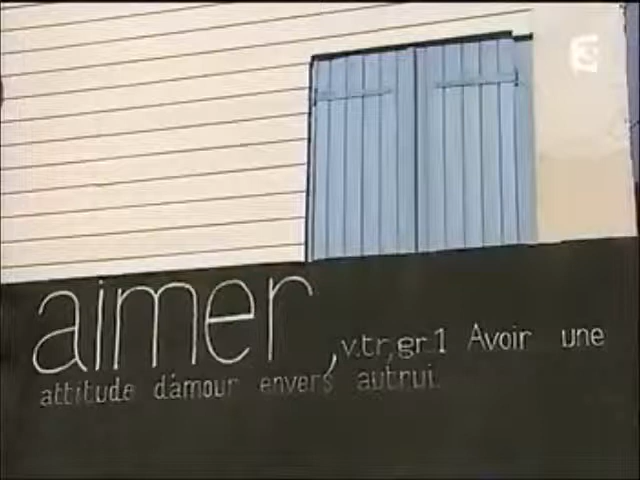 aimer, v.tr, gr.1 Avoir une
attitude d'amour envers autrui.